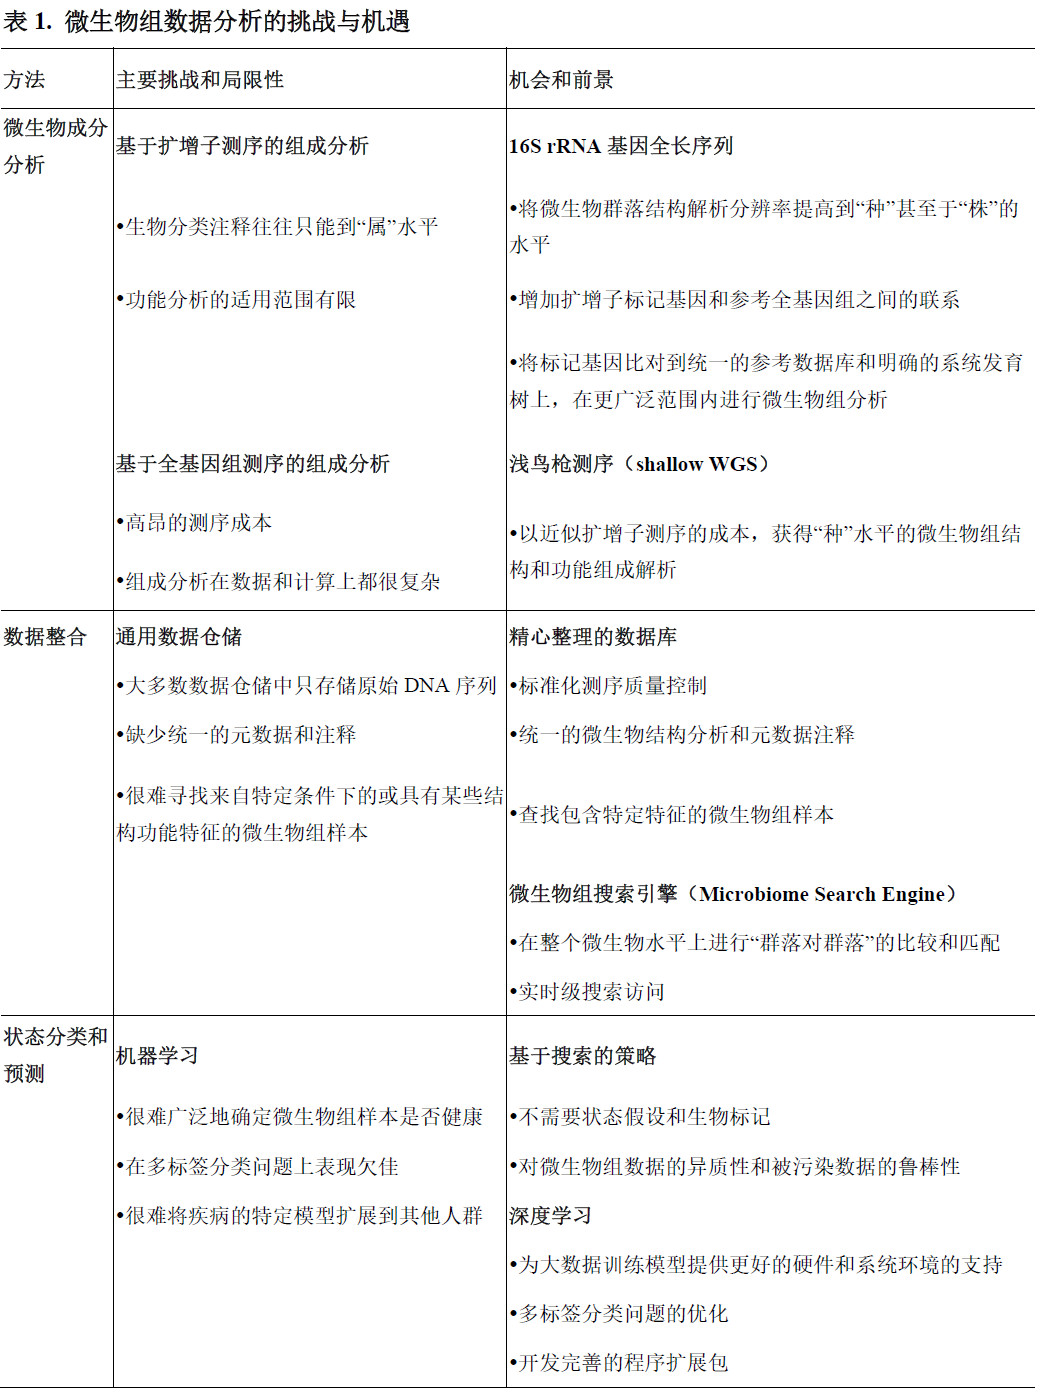 表 1.  微生物组数据分析的挑战与机遇
方法
主要挑战和局限性
机会和前景
微生物成分
分析
基于扩增子测序的组成分析
16S rRNA 基因全长序列
•生物分类注释往往只能到“属”水平
•将微生物群落结构解析分辨率提高到“种”甚至于“株”的
水平
•功能分析的适用范围有限
•增加扩增子标记基因和参考全基因组之间的联系
•将标记基因比对到统一的参考数据库和明确的系统发育
树上，在更广泛范围内进行微生物组分析
基于全基因组测序的组成分析
浅鸟枪测序（shallow WGS）
•高昂的测序成本
•以近似扩增子测序的成本，获得“种”水平的微生物组结
构和功能组成解析
•组成分析在数据和计算上都很复杂
数据整合
通用数据仓储
精心整理的数据库
•大多数数据仓储中只存储原始 DNA 序列
•标准化测序质量控制
•缺少统一的元数据和注释
•统一的微生物结构分析和元数据注释
•很难寻找来自特定条件下的或具有某些结
构功能特征的微生物组样本
•查找包含特定特征的微生物组样本
微生物组搜索引擎（Microbiome Search Engine）
•在整个微生物水平上进行“群落对群落”的比较和匹配
•实时级搜索访问
状态分类和
预测
机器学习
基于搜索的策略
•很难广泛地确定微生物组样本是否健康
•不需要状态假设和生物标记
•在多标签分类问题上表现欠佳
•对微生物组数据的异质性和被污染数据的鲁棒性
•很难将疾病的特定模型扩展到其他人群
深度学习
•为大数据训练模型提供更好的硬件和系统环境的支持
•多标签分类问题的优化
•开发完善的程序扩展包